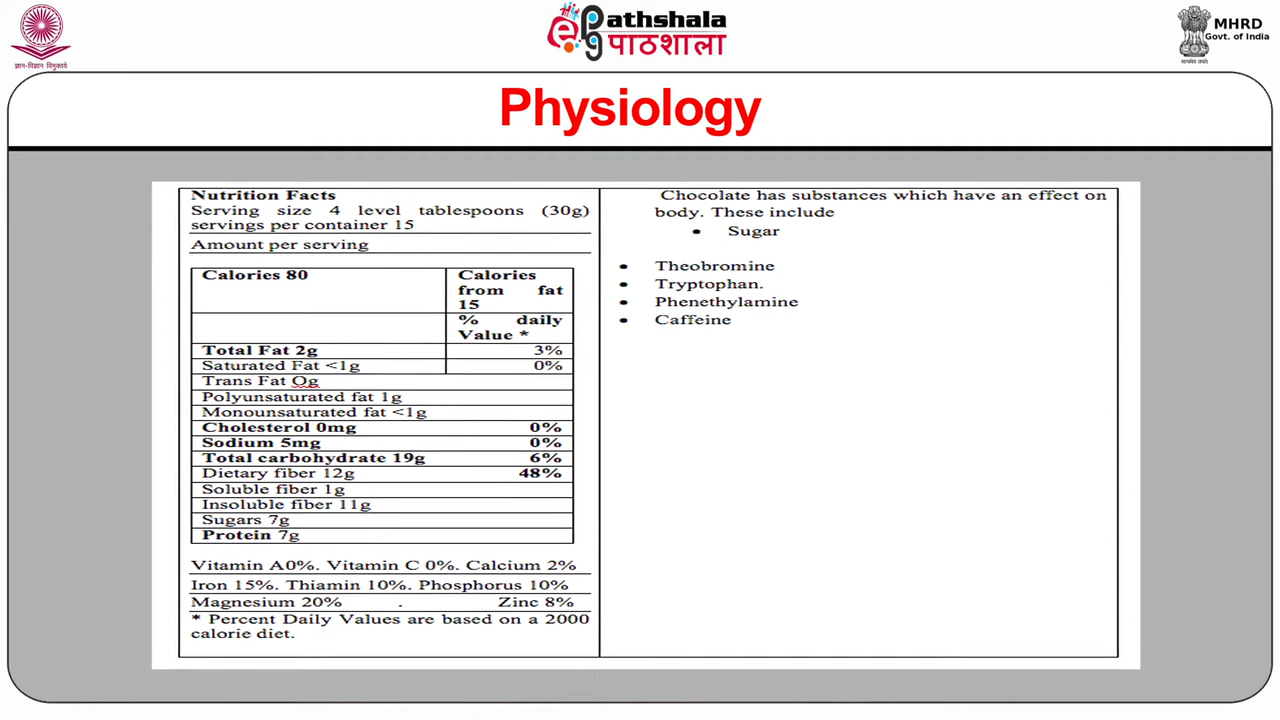 ज्ञान-विज्ञान विमुक्तये
ePathshala
पाठशाला
सत्यमेव जयते
MHRD
Govt. of India
Physiology
Nutrition Facts
Serving size 4 level tablespoons (30g)
servings per container 15
Amount per serving
Calories 80
Calories
from fat
15
% daily
Value *
Total Fat 2g 3%
Saturated Fat <1g 0%
Trans Fat Og
Polyunsaturated fat 1g
Monounsaturated fat <1g
Cholesterol 0mg 0%
Sodium 5mg 0%
Total carbohydrate 19g 6%
Dietary fiber 12g 48%
Soluble fiber 1g
Insoluble fiber 11g
Sugars 7g
Protein 7g
Vitamin A0%. Vitamin C 0%. Calcium 2%
Iron 15%. Thiamin 10%. Phosphorus 10%
Magnesium 20% . Zinc 8%
* Percent Daily Values are based on a 2000
calorie diet.
Chocolate has substances which have an effect on
body. These include
• Sugar
• Theobromine
• Tryptophan.
• Phenethylamine
• Caffeine